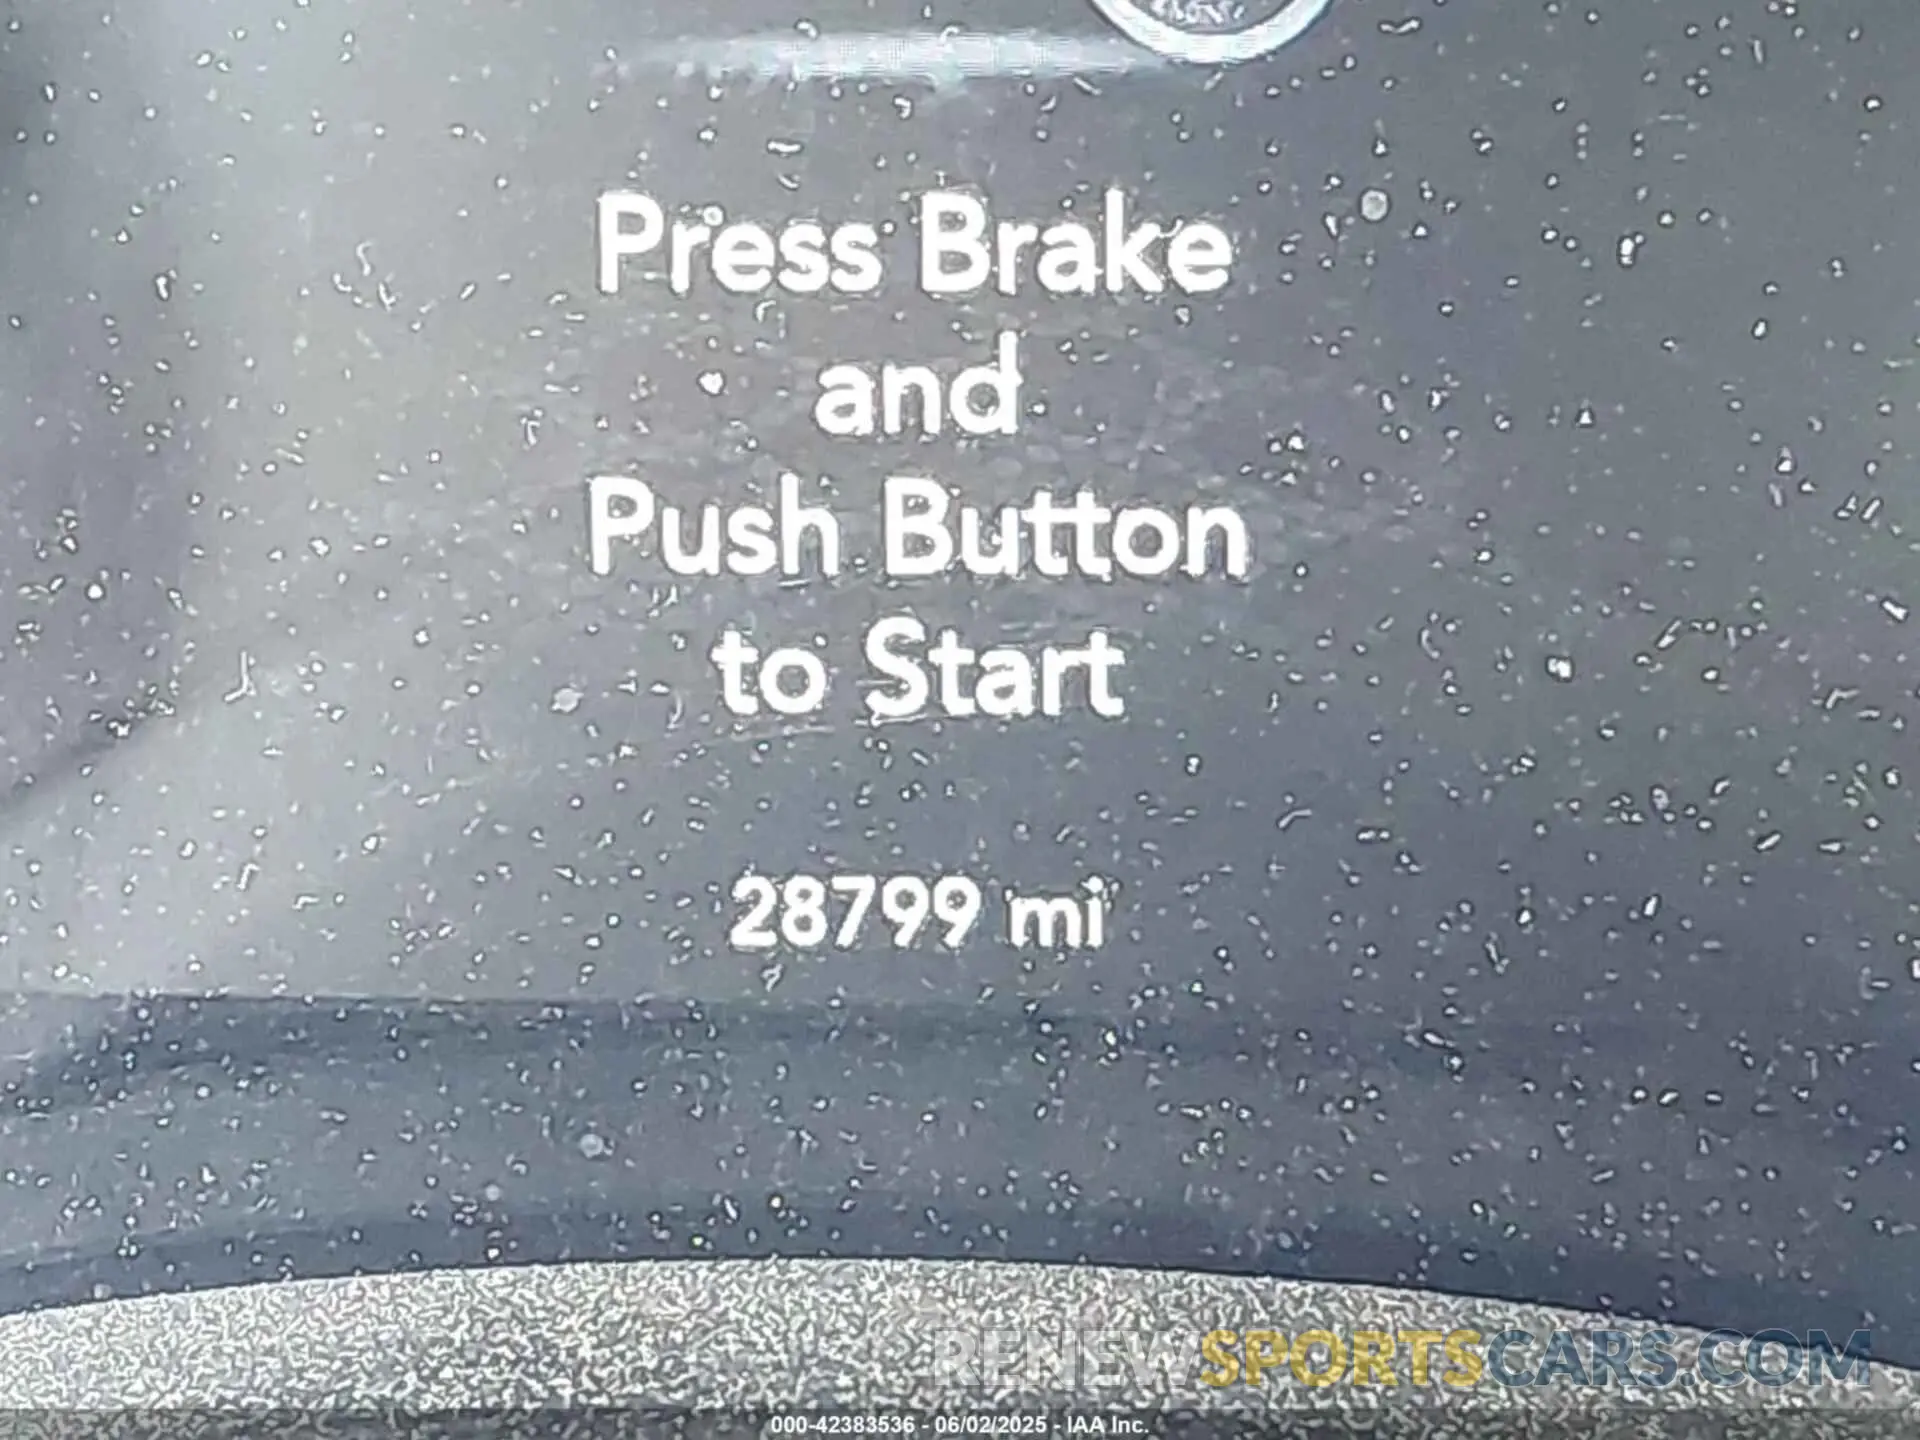 Press Brake
and
Push Button
to Start
28799 mi
RENEWSPORTSCARS.COM
000-42383536 - 06/02/2025 - IAA Inc.